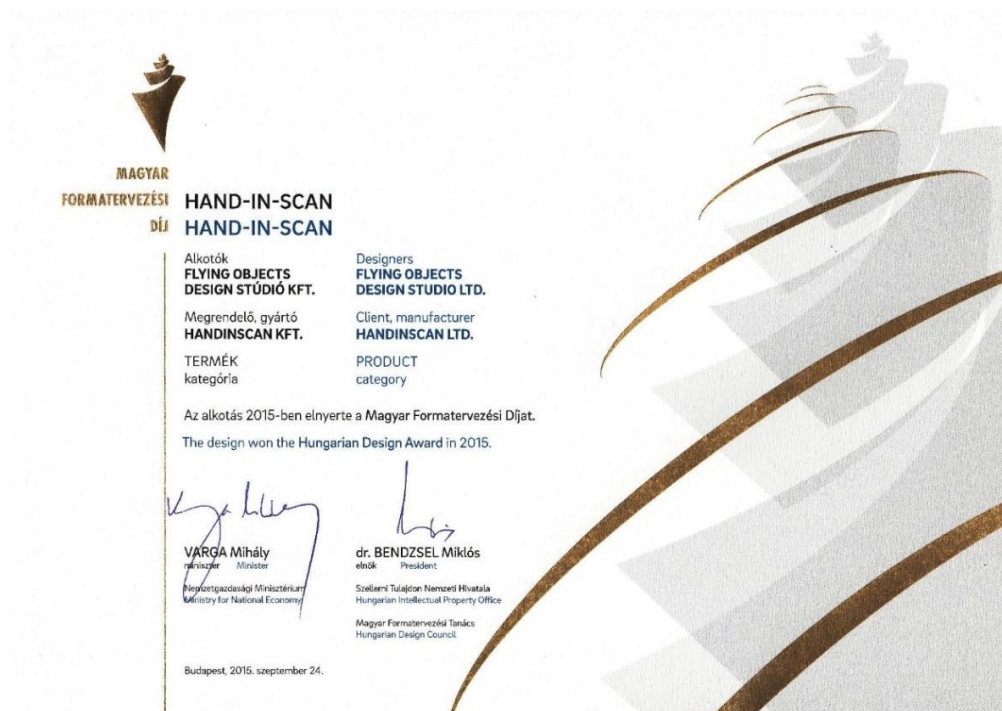 MAGYAR
FORMATERVEZÉSI
DÍJ
HAND-IN-SCAN
HAND-IN-SCAN
Alkotók
FLYING OBJECTS
DESIGN STÚDIÓ KFT.
Designers
FLYING OBJECTS
DESIGN STUDIO LTD.
Megrendelő, gyártó
HANDINSCAN KFT.
Client, manufacturer
HANDINSCAN LTD.
TERMÉK
kategória
PRODUCT
category
Az alkotás 2015-ben elnyerte a Magyar Formatervezési Díjat.
The design won the Hungarian Design Award in 2015.
VARGA Mihály
miniszter Minister
Nemzetgazdasági Minisztérium
Ministry for National Economy
dr. BENDZSEL Miklós
elnök President
Szellemi Tulajdon Nemzeti Hivatala
Hungarian Intellectual Property Office
Magyar Formatervezési Tanács
Hungarian Design Council
Budapest, 2015. szeptember 24.